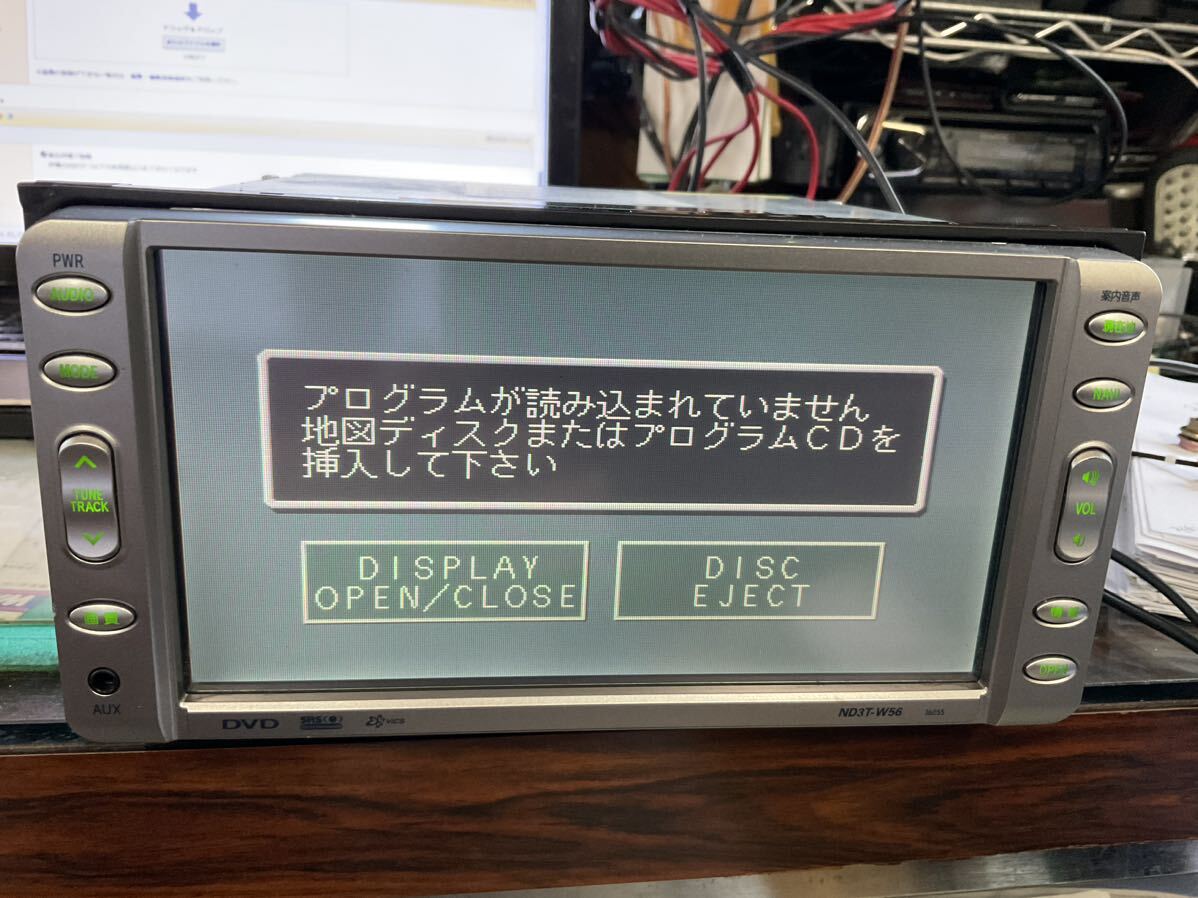 PWR
AUDIO
MODE
TUNE
TRACK
画質
AUX
案内音声
現在地
NAVI
VOL
OPEN
プログラムが読み込まれていません
地図ディスクまたはプログラムCDを
挿入して下さい
DISPLAY
OPEN/CLOSE
DISC
EJECT
DVD
SRS
VICS
ND3T-W56
16055